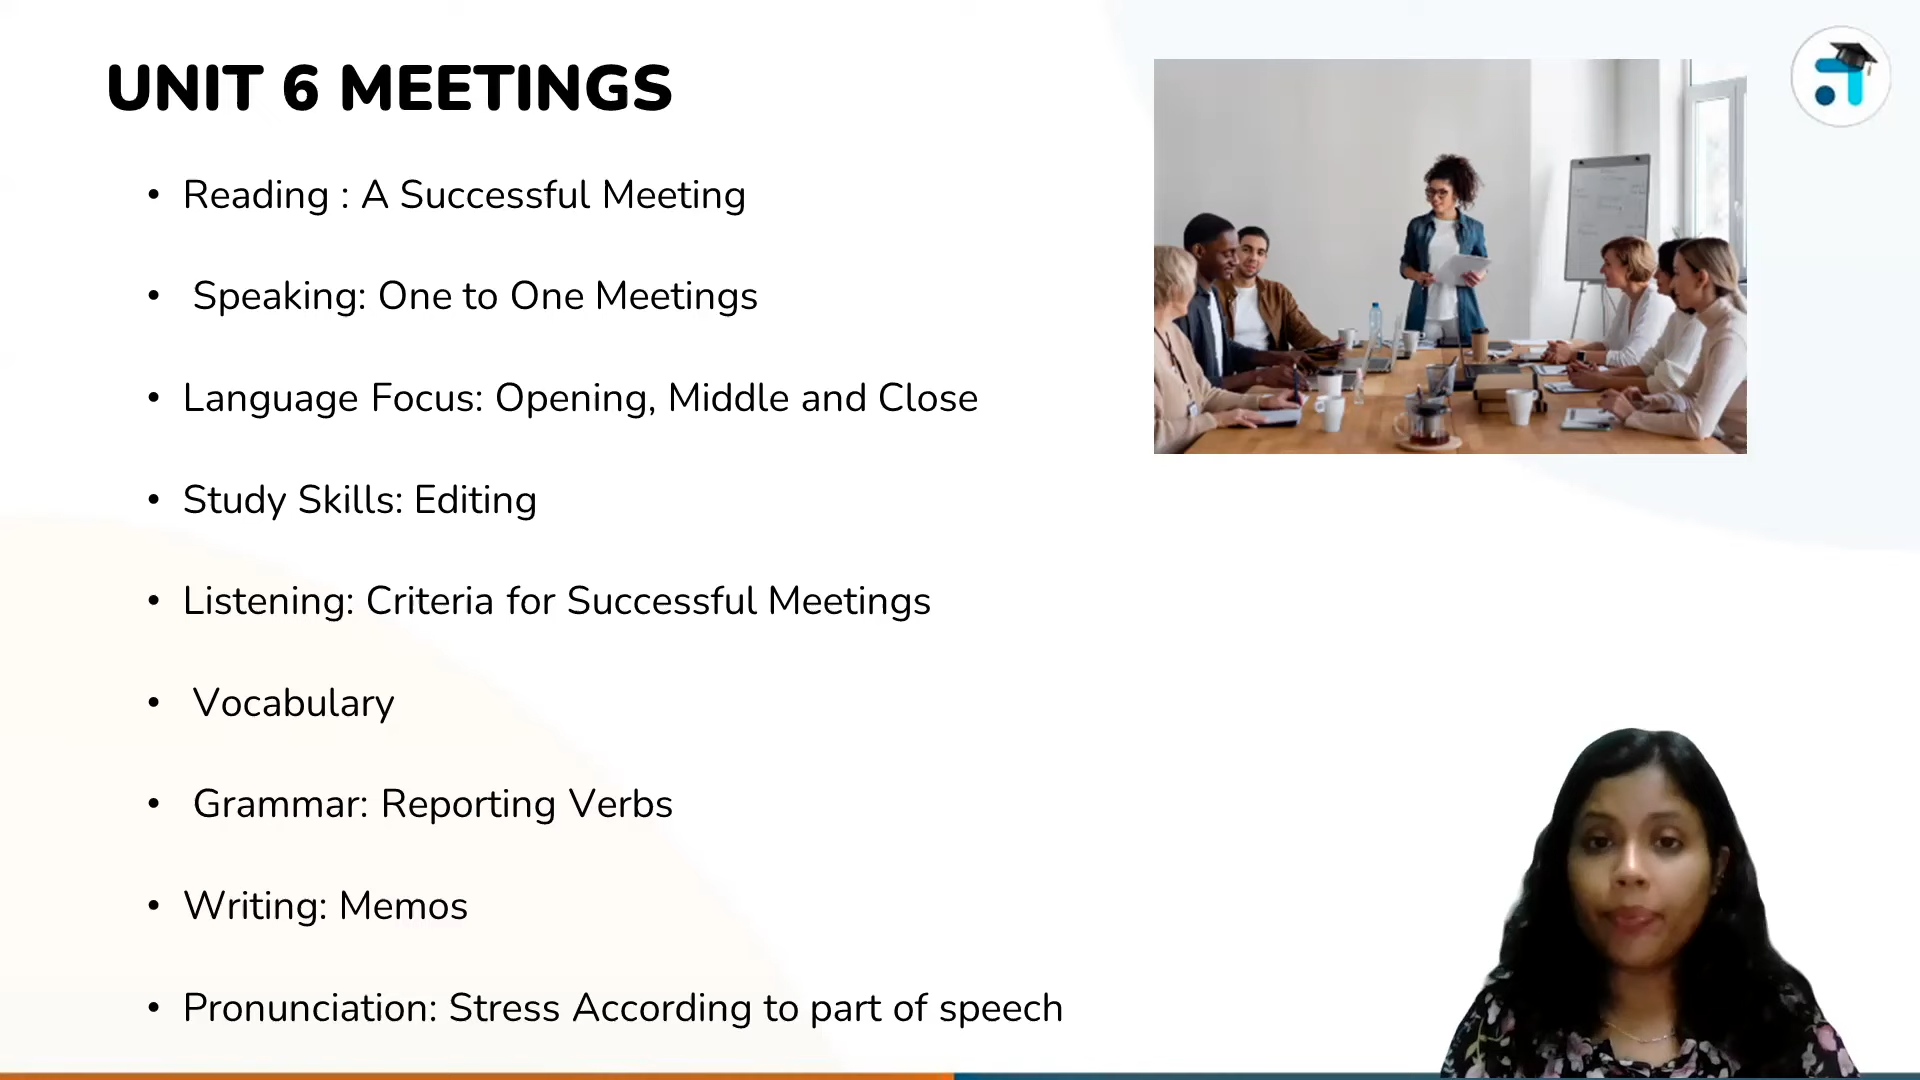 UNIT 6 MEETINGS
• Reading : A Successful Meeting
• Speaking: One to One Meetings
• Language Focus: Opening, Middle and Close
• Study Skills: Editing
• Listening: Criteria for Successful Meetings
• Vocabulary
• Grammar: Reporting Verbs
• Writing: Memos
• Pronunciation: Stress According to part of speech